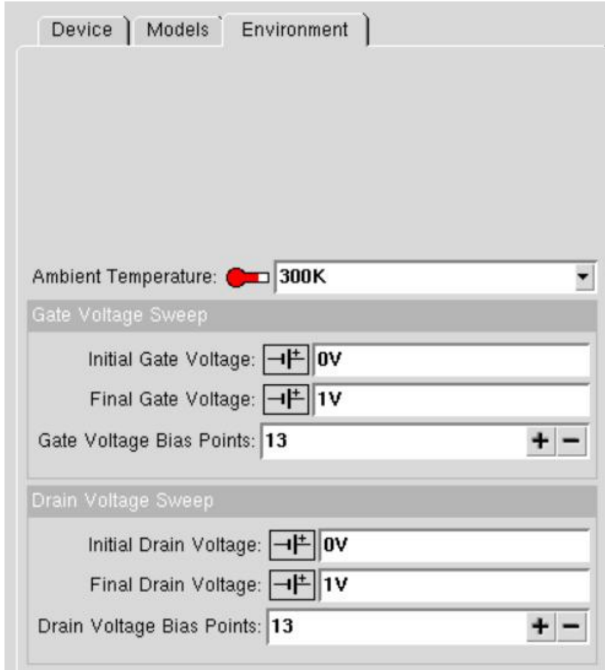 Device Models Environment
Ambient Temperature: 300K
Gate Voltage Sweep
Initial Gate Voltage: 0V
Final Gate Voltage: 1V
Gate Voltage Bias Points: 13 + −
Drain Voltage Sweep
Initial Drain Voltage: 0V
Final Drain Voltage: 1V
Drain Voltage Bias Points: 13 + −